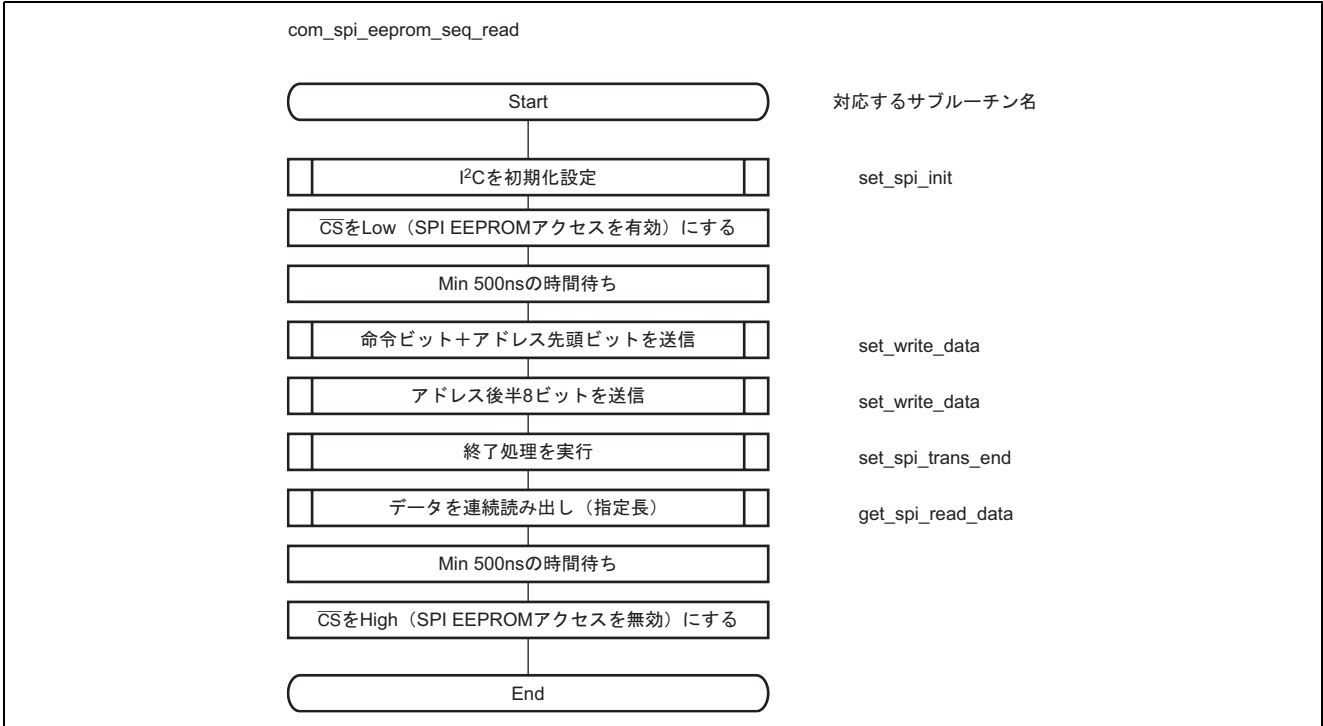 com_spi_eeprom_seq_read
Start
対応するサブルーチン名
I²Cを初期化設定
set_spi_init
C̅S̅をLow（SPI EEPROMアクセスを有効）にする
Min 500nsの時間待ち
命令ビット＋アドレス先頭ビットを送信
set_write_data
アドレス後半8ビットを送信
set_write_data
終了処理を実行
set_spi_trans_end
データを連続読み出し（指定長）
get_spi_read_data
Min 500nsの時間待ち
C̅S̅をHigh（SPI EEPROMアクセスを無効）にする
End